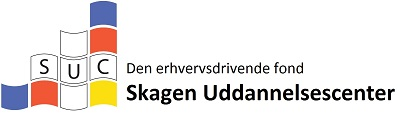 SUC
Den erhvervsdrivende fond
Skagen Uddannelsescenter